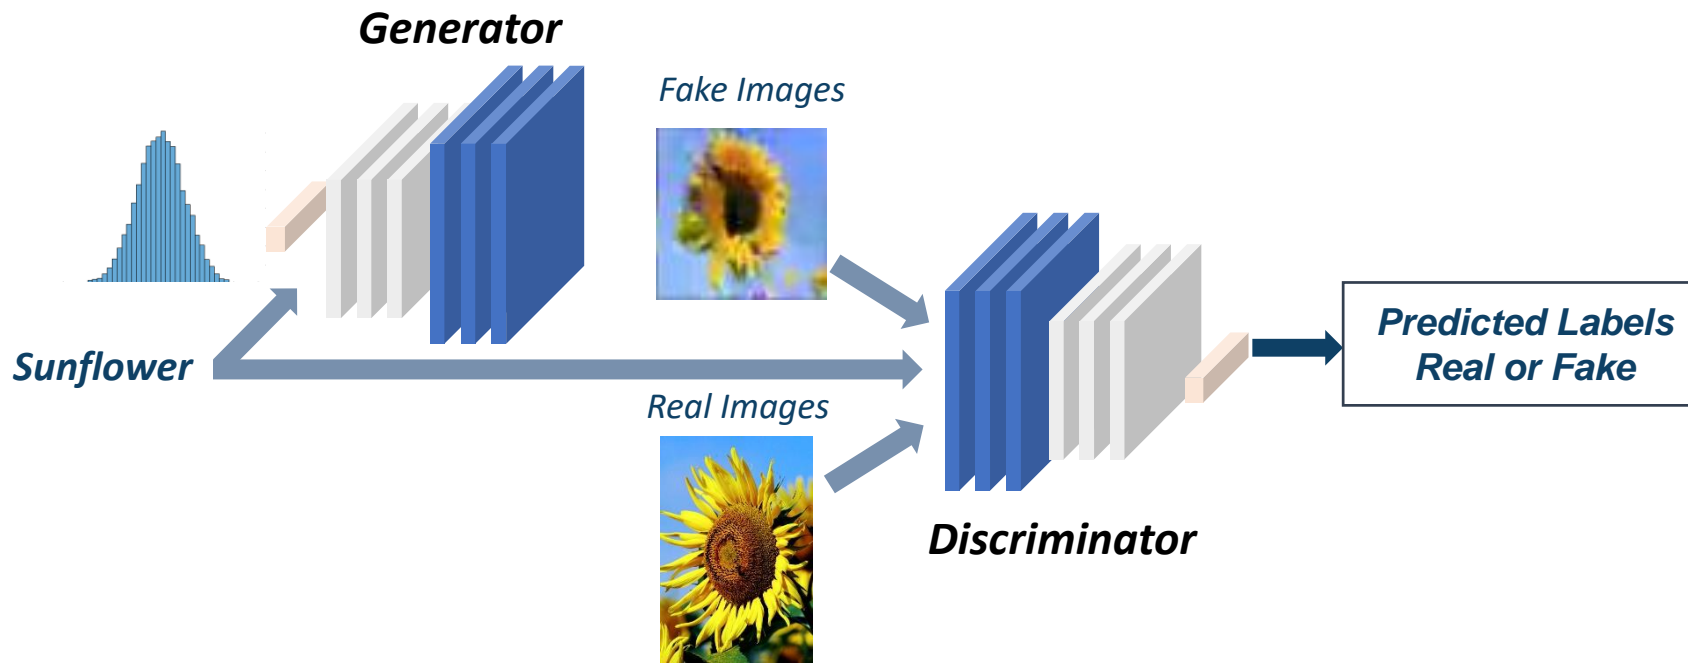 Generator
Fake Images
Sunflower
Real Images
Discriminator
Predicted Labels
Real or Fake